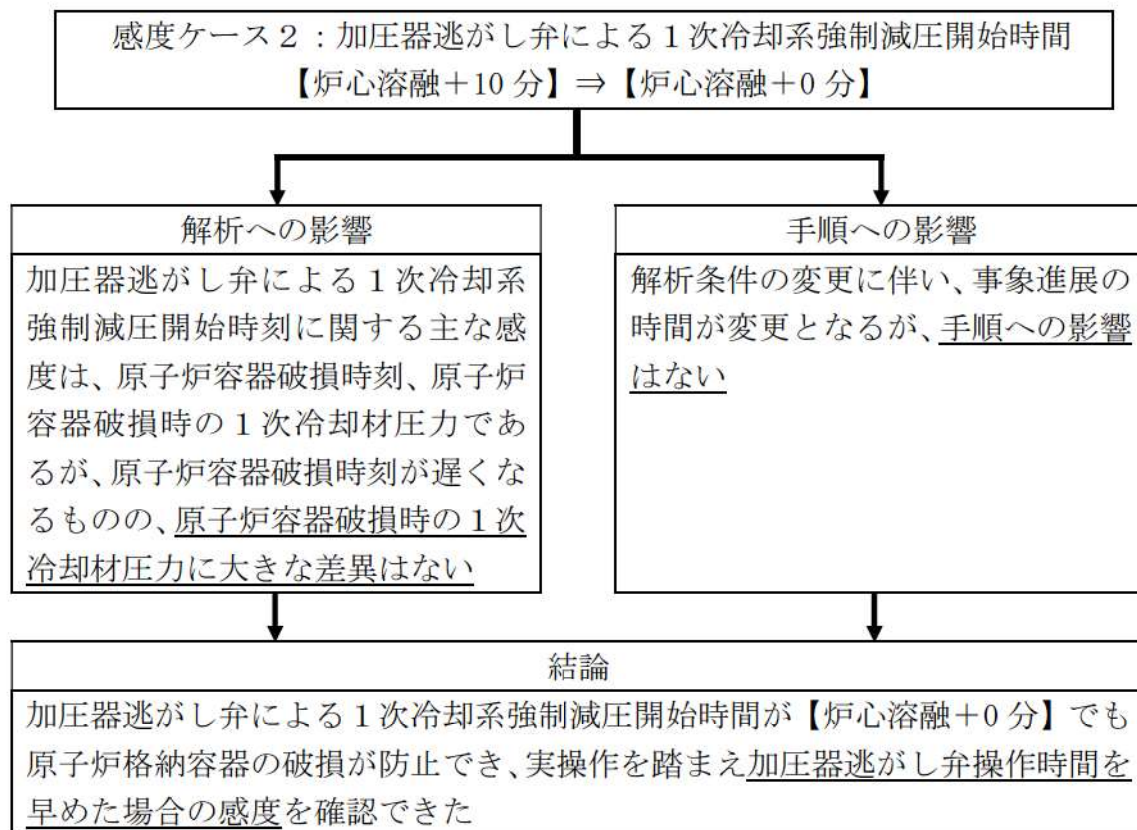 感度ケース２：加圧器逃がし弁による１次冷却系強制減圧開始時間
【炉心溶融＋10 分】⇒【炉心溶融＋0 分】
解析への影響
加圧器逃がし弁による１次冷却系
強制減圧開始時刻に関する主な感
度は、原子炉容器破損時刻、原子炉
容器破損時の１次冷却材圧力であ
るが、原子炉容器破損時刻が遅くな
るものの、原子炉容器破損時の１次
冷却材圧力に大きな差異はない
手順への影響
解析条件の変更に伴い、事象進展の
時間が変更となるが、手順への影響
はない
結論
加圧器逃がし弁による１次冷却系強制減圧開始時間が【炉心溶融＋0 分】でも
原子炉格納容器の破損が防止でき、実操作を踏まえ加圧器逃がし弁操作時間を
早めた場合の感度を確認できた